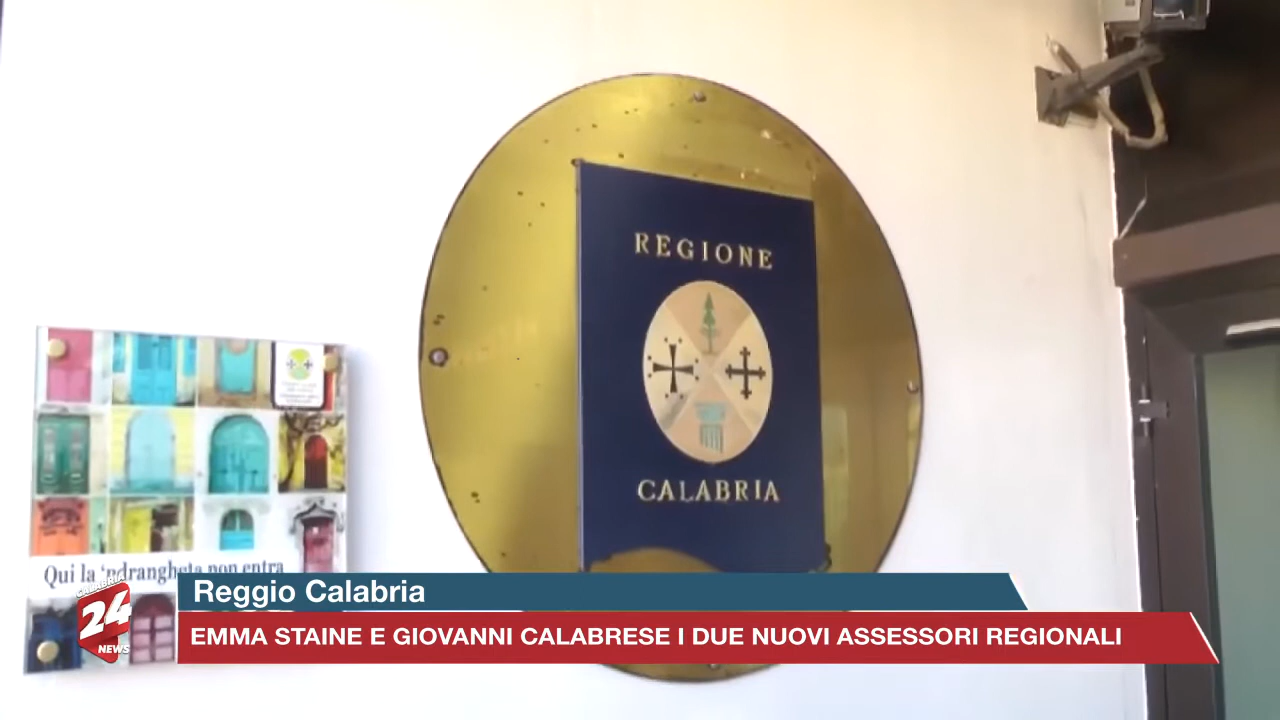 REGIONE
CALABRIA
Qui la 'ndrangheta non entra
CALABRIA
24
NEWS
Reggio Calabria
EMMA STAINE E GIOVANNI CALABRESE I DUE NUOVI ASSESSORI REGIONALI